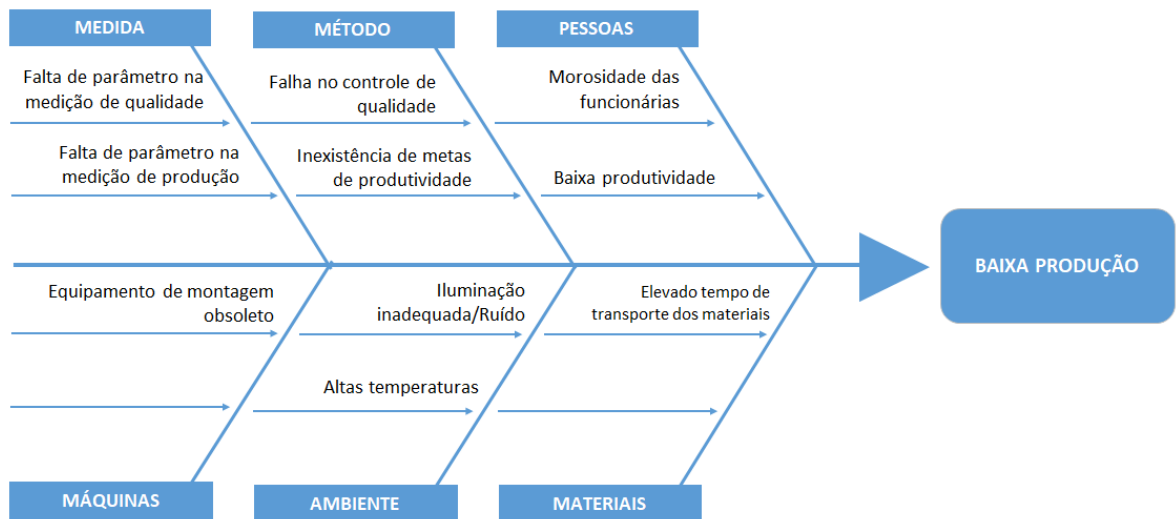 MEDIDA
MÉTODO
PESSOAS
Falta de parâmetro na
medição de qualidade
Falha no controle de
qualidade
Morosidade das
funcionárias
Falta de parâmetro na
medição de produção
Inexistência de metas
de produtividade
Baixa produtividade
BAIXA PRODUÇÃO
Equipamento de montagem
obsoleto
Iluminação
inadequada/Ruído
Elevado tempo de
transporte dos materiais
Altas temperaturas
MÁQUINAS
AMBIENTE
MATERIAIS